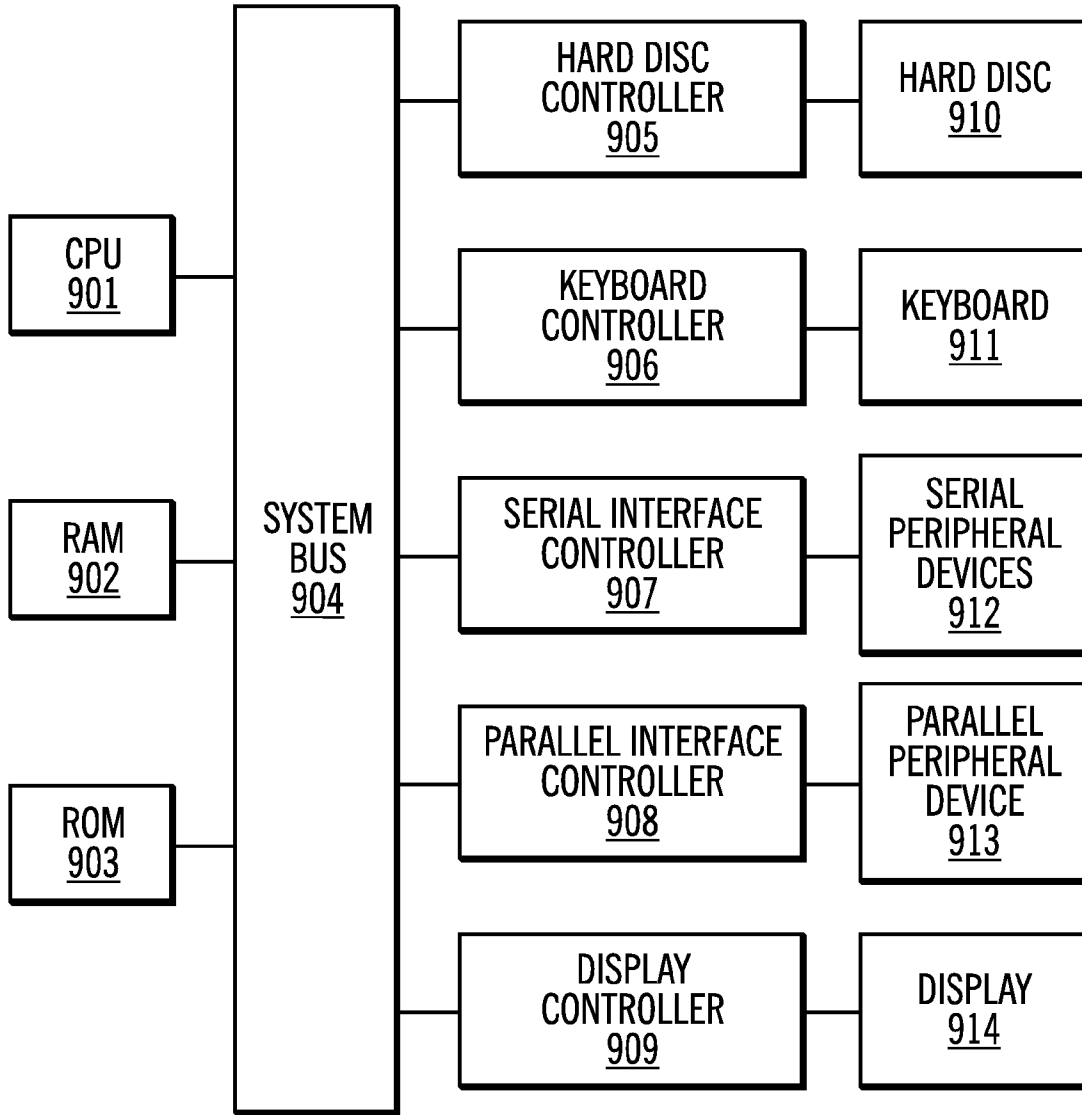 CPU
901
RAM
902
ROM
903
SYSTEM
BUS
904
HARD DISC
CONTROLLER
905
HARD DISC
910
KEYBOARD
CONTROLLER
906
KEYBOARD
911
SERIAL INTERFACE
CONTROLLER
907
SERIAL
PERIPHERAL
DEVICES
912
PARALLEL INTERFACE
CONTROLLER
908
PARALLEL
PERIPHERAL
DEVICE
913
DISPLAY
CONTROLLER
909
DISPLAY
914